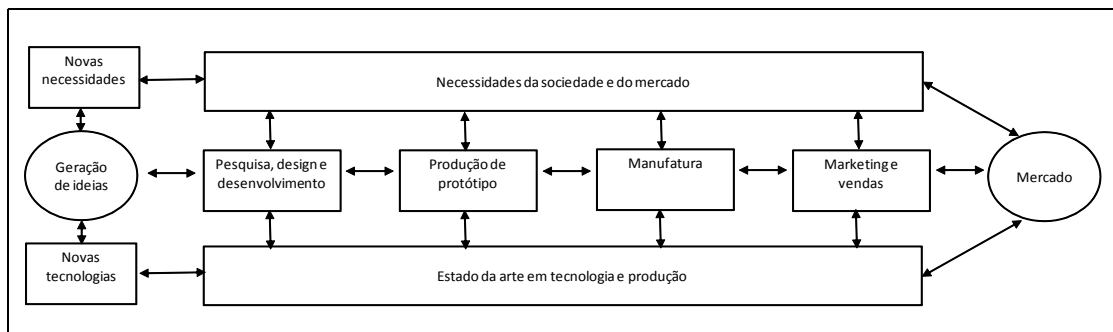 Novas
necessidades
Necessidades da sociedade e do mercado
Geração
de ideias
Pesquisa, design e
desenvolvimento
Produção de
protótipo
Manufatura
Marketing e
vendas
Mercado
Novas
tecnologias
Estado da arte em tecnologia e produção